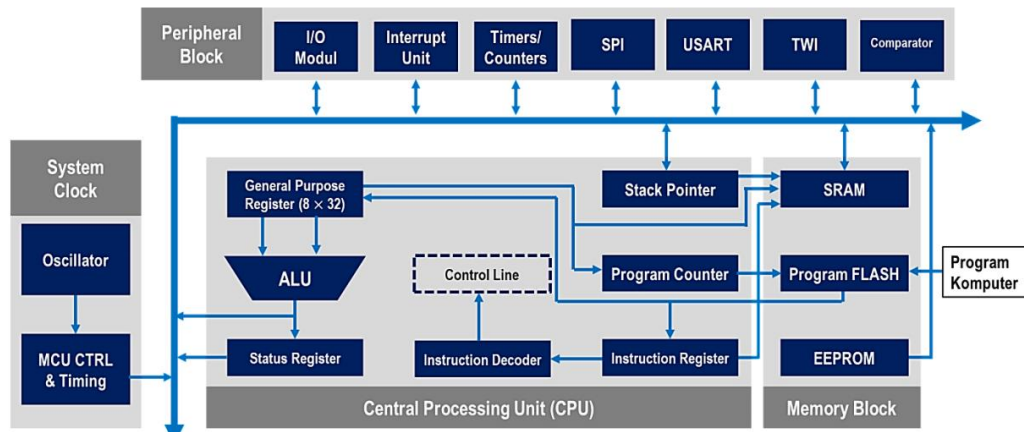 Peripheral
Block
I/O
Modul
Interrupt
Unit
Timers/
Counters
SPI
USART
TWI
Comparator
System
Clock
Oscillator
MCU CTRL
& Timing
General Purpose
Register (8 × 32)
ALU
Status Register
Control Line
Instruction Decoder
Stack Pointer
Program Counter
Instruction Register
Central Processing Unit (CPU)
SRAM
Program FLASH
EEPROM
Memory Block
Program
Komputer